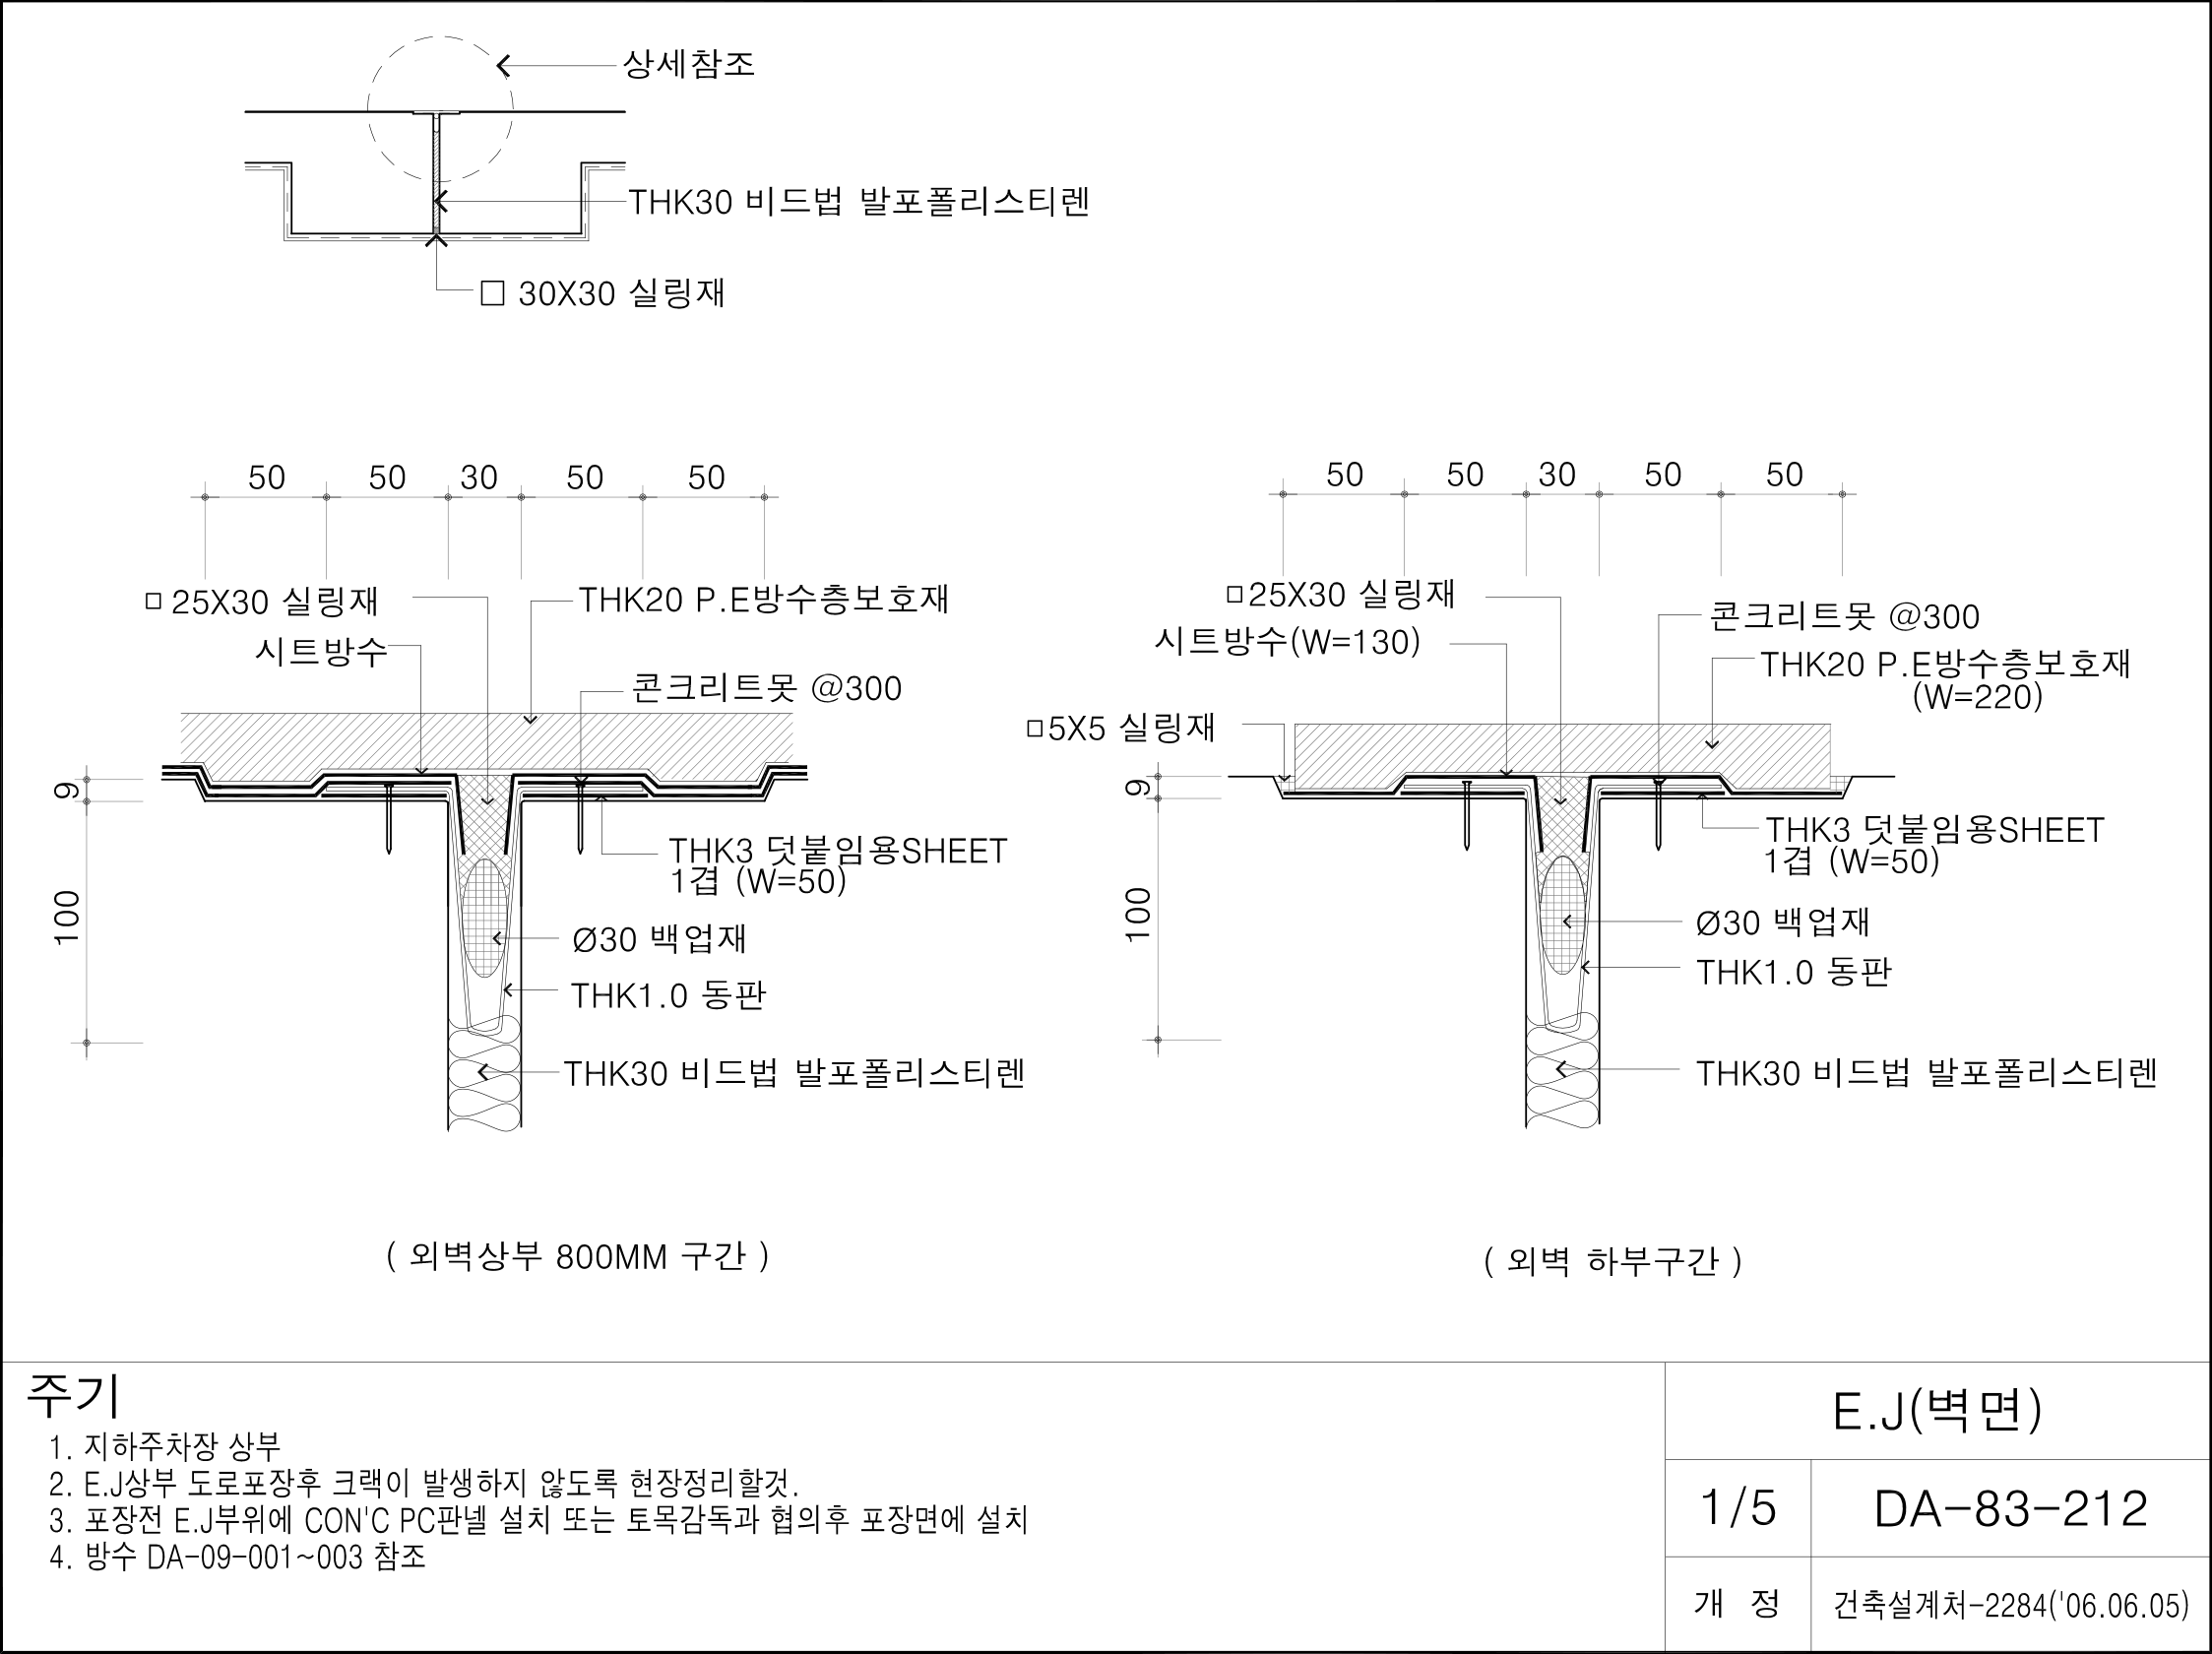 상세참조
THK30 비드법 발포폴리스티렌
□ 30X30 실링재
50 50 30 50 50
□ 25X30 실링재
THK20 P.E방수층보호재
시트방수
콘크리트못 @300
9
THK3 덧붙임용SHEET
1겹 (W=50)
100
Ø30 백업재
THK1.0 동판
THK30 비드법 발포폴리스티렌
( 외벽상부 800MM 구간 )
50 50 30 50 50
□25X30 실링재
콘크리트못 @300
시트방수(W=130)
THK20 P.E방수층보호재
(W=220)
□5X5 실링재
9
THK3 덧붙임용SHEET
1겹 (W=50)
100
Ø30 백업재
THK1.0 동판
THK30 비드법 발포폴리스티렌
( 외벽 하부구간 )
주기
1. 지하주차장 상부
2. E.J상부 도로포장후 크랙이 발생하지 않도록 현장정리할것.
3. 포장전 E.J부위에 CON'C PC판넬 설치 또는 토목감독과 협의후 포장면에 설치
4. 방수 DA-09-001~003 참조
E.J(벽면)
1/5 DA-83-212
개 정 건축설계처-2284('06.06.05)